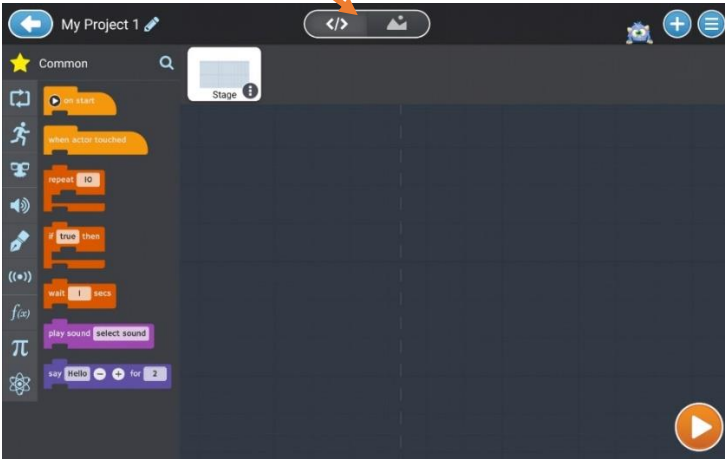 My Project 1
</>
Common
Stage
on start
when actor touched
repeat 10
if true then
wait 1 secs
play sound select sound
say Hello - + for 2
((•))
f(x)
π